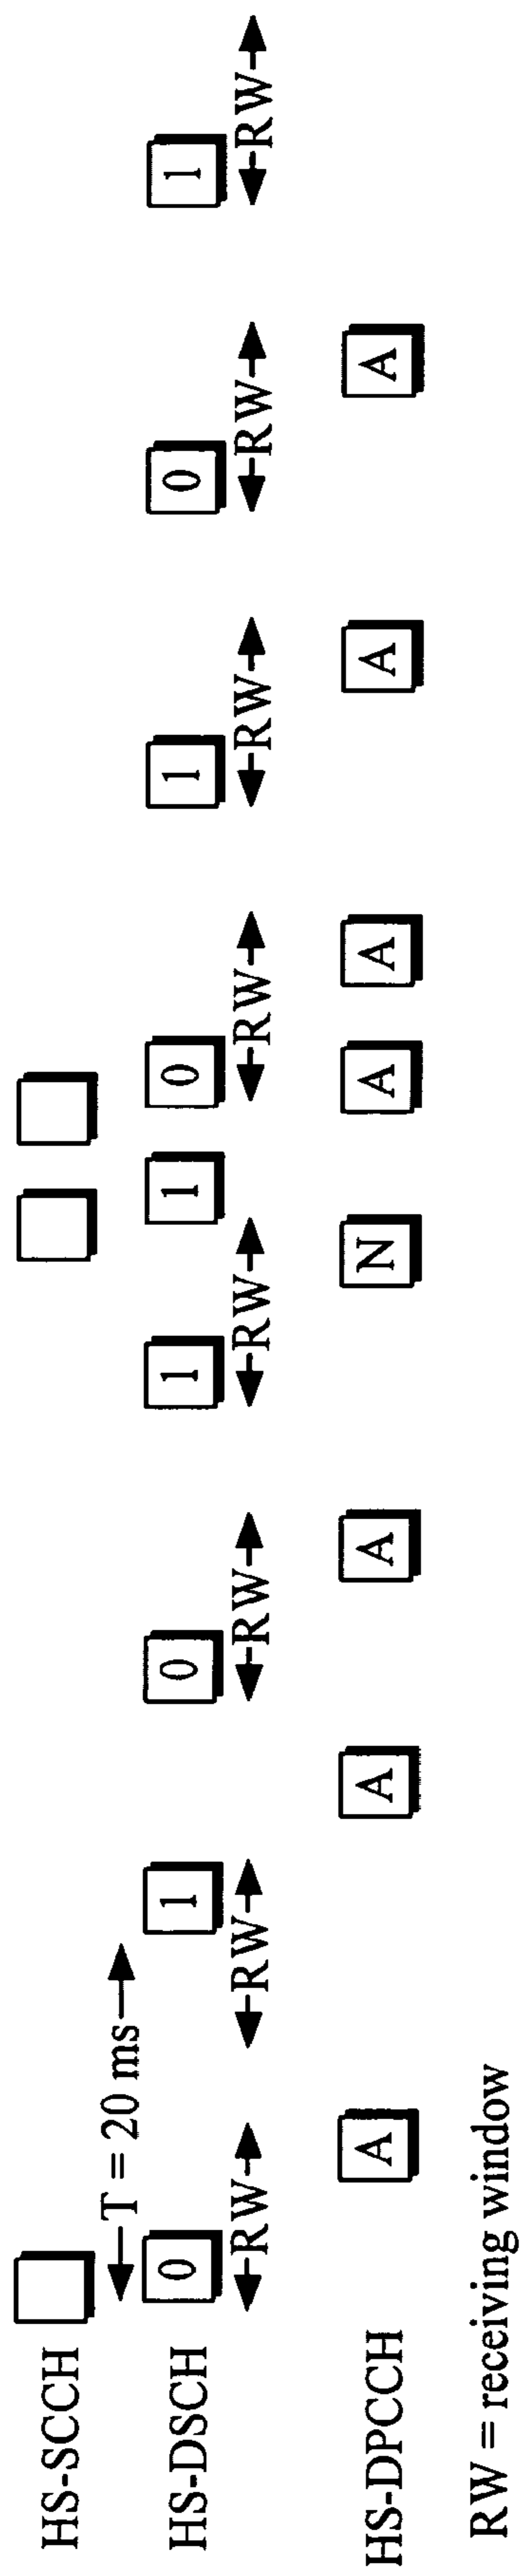 HS-SCCH
T = 20 ms
HS-DSCH 0 1 0 1 1 0 1 0 1
RW RW RW RW RW RW RW RW
HS-DPCCH A A A N A A A A
RW = receiving window